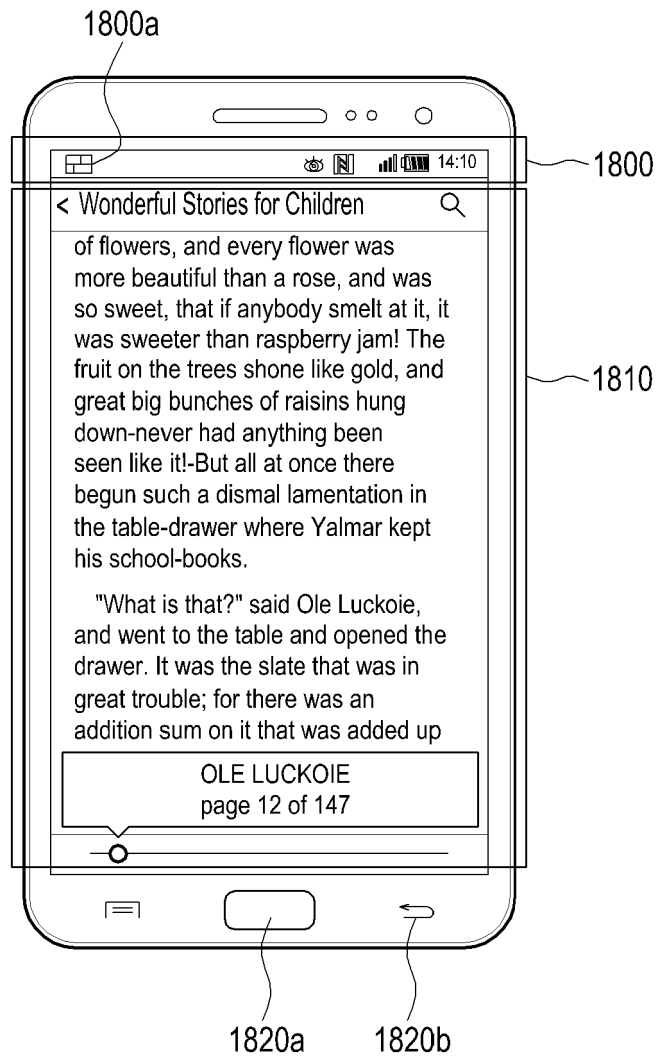 1800a
14:10
1800
< Wonderful Stories for Children
of flowers, and every flower was
more beautiful than a rose, and was
so sweet, that if anybody smelt at it, it
was sweeter than raspberry jam! The
fruit on the trees shone like gold, and
1810
great big bunches of raisins hung
down-never had anything been
seen like it!-But all at once there
begun such a dismal lamentation in
the table-drawer where Yalmar kept
his school-books.
"What is that?" said Ole Luckoie,
and went to the table and opened the
drawer. It was the slate that was in
great trouble; for there was an
addition sum on it that was added up
OLE LUCKOIE
page 12 of 147
1820a
1820b